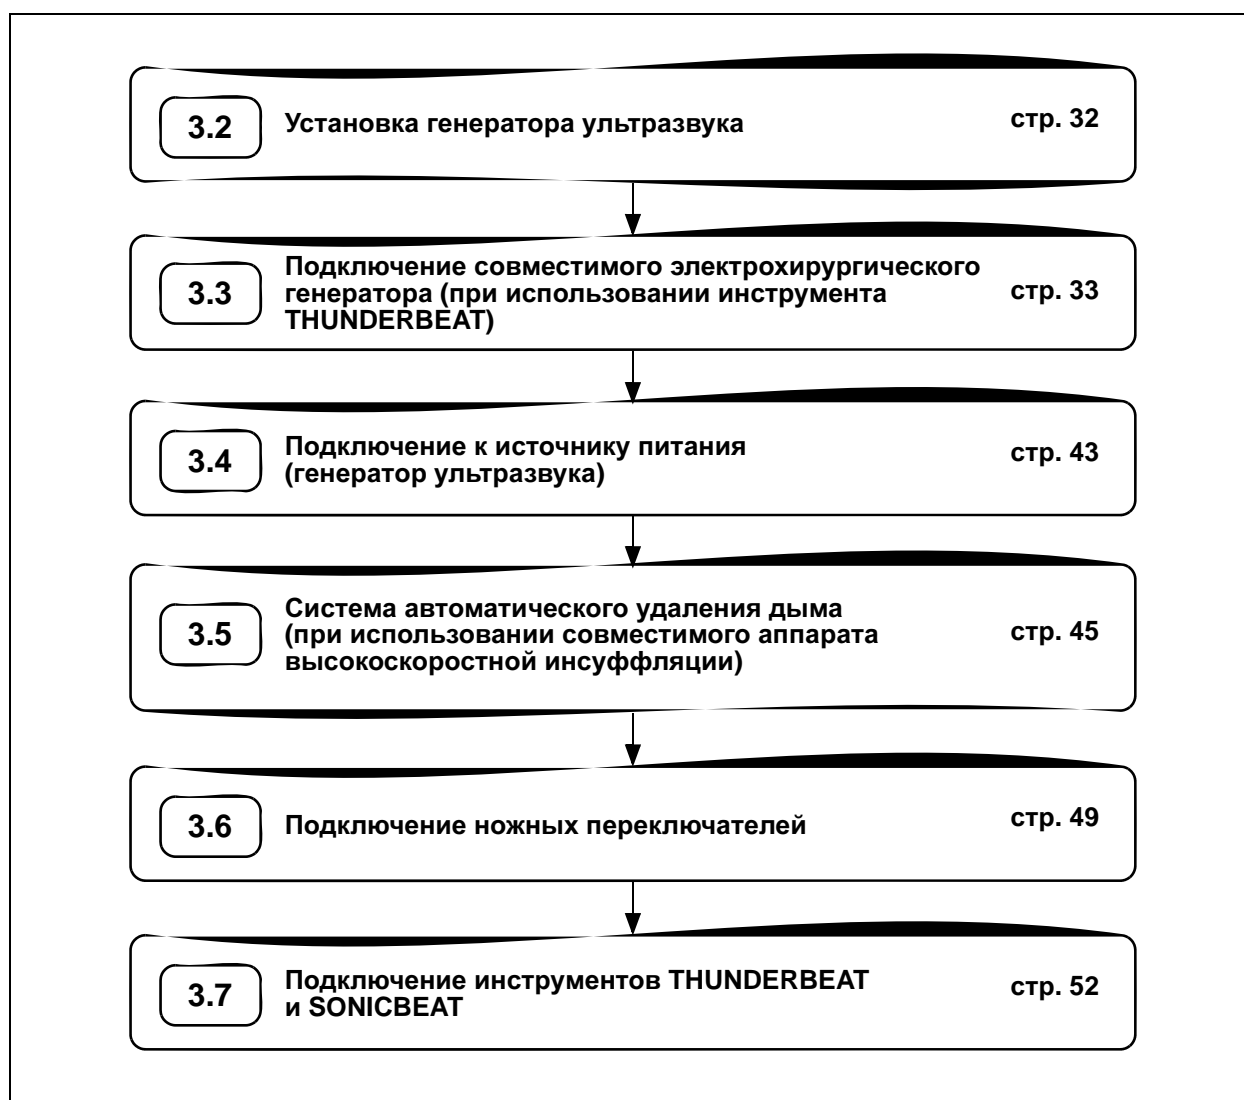 3.2
Установка генератора ультразвука
стр. 32
3.3
Подключение совместимого электрохирургического
генератора (при использовании инструмента
THUNDERBEAT)
стр. 33
3.4
Подключение к источнику питания
(генератор ультразвука)
стр. 43
3.5
Система автоматического удаления дыма
(при использовании совместимого аппарата
высокоскоростной инсуффляции)
стр. 45
3.6
Подключение ножных переключателей
стр. 49
3.7
Подключение инструментов THUNDERBEAT
и SONICBEAT
стр. 52